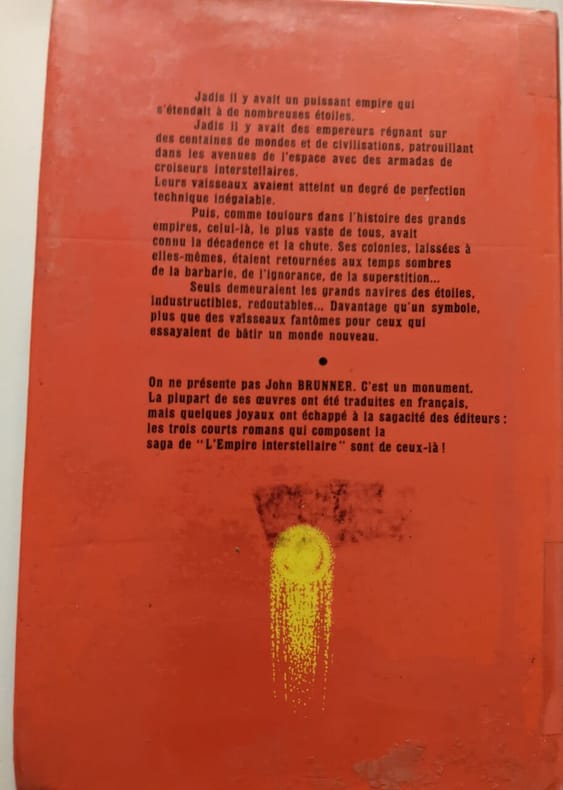 Jadis il y avait un puissant empire qui
s'étendait à de nombreuses étoiles.
Jadis il y avait des empereurs régnant sur
des centaines de mondes et de civilisations, patrouillant
dans les avenues de l'espace avec des armadas de
croiseurs interstellaires.
Leurs vaisseaux avaient atteint un degré de perfection
technique inégalable.
Puis, comme toujours dans l'histoire des grands
empires, celui-là, le plus vaste de tous, avait
connu la décadence et la chute. Ses colonies, laissées à
elles-mêmes, étaient retournées aux temps sombres
de la barbarie, de l'ignorance, de la superstition...
Seuls demeuraient les grands navires des étoiles,
industructibles, redoutables... Davantage qu'un symbole,
plus que des vaisseaux fantômes pour ceux qui
essayaient de bâtir un monde nouveau.
On ne présente pas John BRUNNER. C'est un monument.
La plupart de ses œuvres ont été traduites en français,
mais quelques joyaux ont échappé à la sagacité des éditeurs :
les trois courts romans qui composent la
saga de "L'Empire interstellaire" sont de ceux-là !